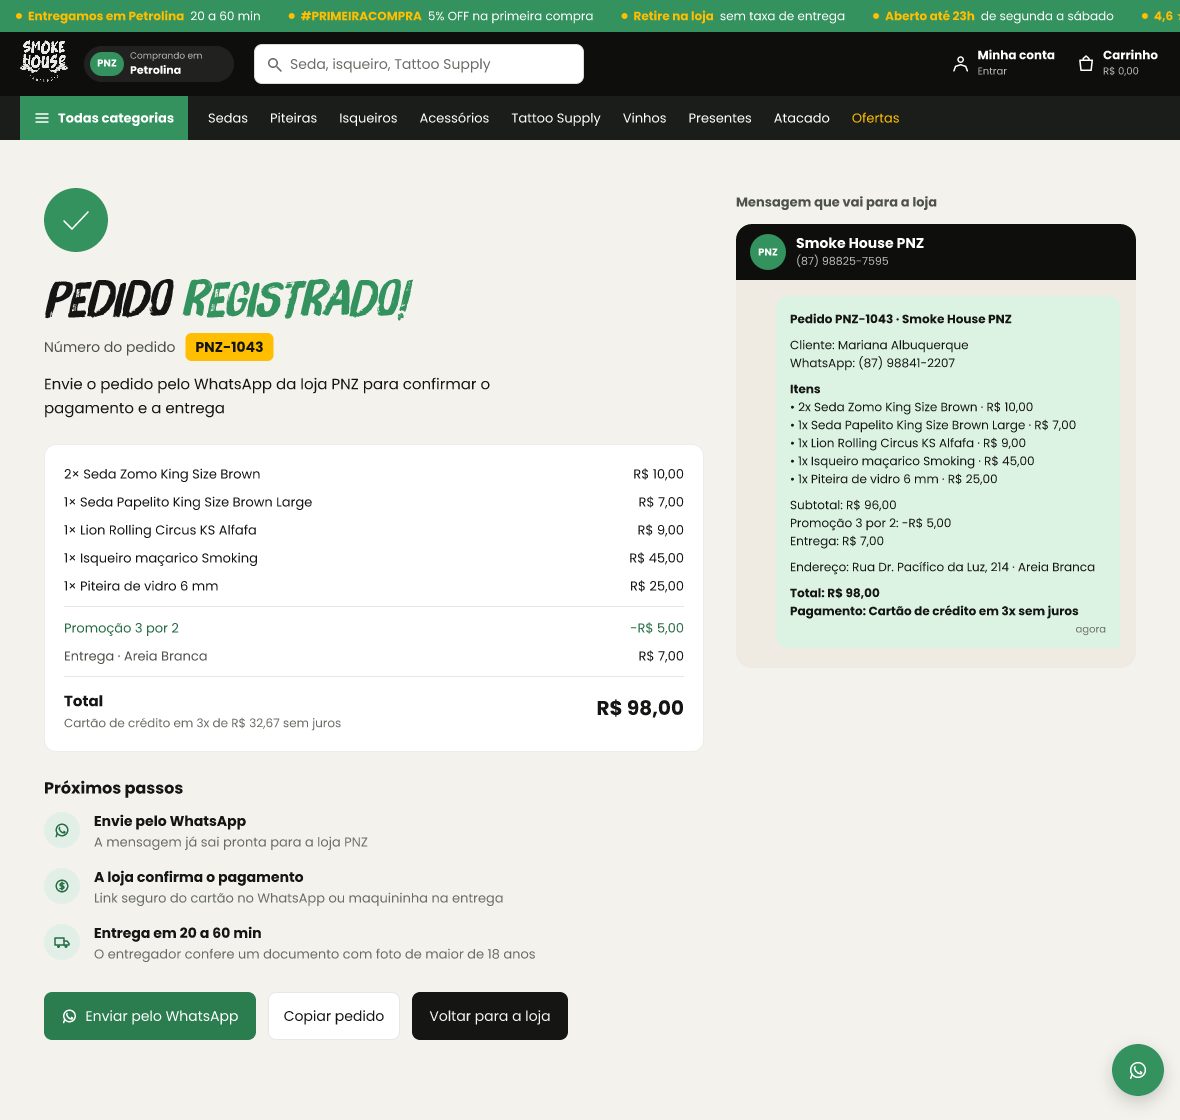 Entregamos em Petrolina 20 a 60 min #PRIMEIRACOMPRA 5% OFF na primeira compra Retire na loja sem taxa de entrega Aberto até 23h de segunda a sábado 4,6
SMOKE HOUSE
PNZ
Comprando em
Petrolina
Seda, isqueiro, Tattoo Supply
Minha conta
Entrar
Carrinho
R$ 0,00
Todas categorias Sedas Piteiras Isqueiros Acessórios Tattoo Supply Vinhos Presentes Atacado Ofertas
PEDIDO REGISTRADO!
Número do pedido PNZ-1043
Envie o pedido pelo WhatsApp da loja PNZ para confirmar o
pagamento e a entrega
2× Seda Zomo King Size Brown R$ 10,00
1× Seda Papelito King Size Brown Large R$ 7,00
1× Lion Rolling Circus KS Alfafa R$ 9,00
1× Isqueiro maçarico Smoking R$ 45,00
1× Piteira de vidro 6 mm R$ 25,00
Promoção 3 por 2 -R$ 5,00
Entrega · Areia Branca R$ 7,00
Total R$ 98,00
Cartão de crédito em 3x de R$ 32,67 sem juros
Próximos passos
Envie pelo WhatsApp
A mensagem já sai pronta para a loja PNZ
A loja confirma o pagamento
Link seguro do cartão no WhatsApp ou maquininha na entrega
Entrega em 20 a 60 min
O entregador confere um documento com foto de maior de 18 anos
Enviar pelo WhatsApp Copiar pedido Voltar para a loja
Mensagem que vai para a loja
PNZ
Smoke House PNZ
(87) 98825-7595
Pedido PNZ-1043 · Smoke House PNZ
Cliente: Mariana Albuquerque
WhatsApp: (87) 98841-2207
Itens
• 2x Seda Zomo King Size Brown · R$ 10,00
• 1x Seda Papelito King Size Brown Large · R$ 7,00
• 1x Lion Rolling Circus KS Alfafa · R$ 9,00
• 1x Isqueiro maçarico Smoking · R$ 45,00
• 1x Piteira de vidro 6 mm · R$ 25,00
Subtotal: R$ 96,00
Promoção 3 por 2: -R$ 5,00
Entrega: R$ 7,00
Endereço: Rua Dr. Pacífico da Luz, 214 · Areia Branca
Total: R$ 98,00
Pagamento: Cartão de crédito em 3x sem juros
agora